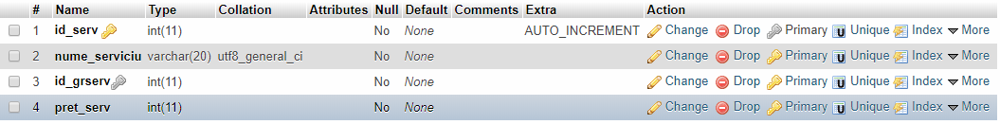 # Name Type Collation Attributes Null Default Comments Extra Action
1 id_serv int(11) No None AUTO_INCREMENT Change Drop Primary Unique Index More
2 nume_serviciu varchar(20) utf8_general_ci No None Change Drop Primary Unique Index More
3 id_grserv int(11) No None Change Drop Primary Unique Index More
4 pret_serv int(11) No None Change Drop Primary Unique Index More